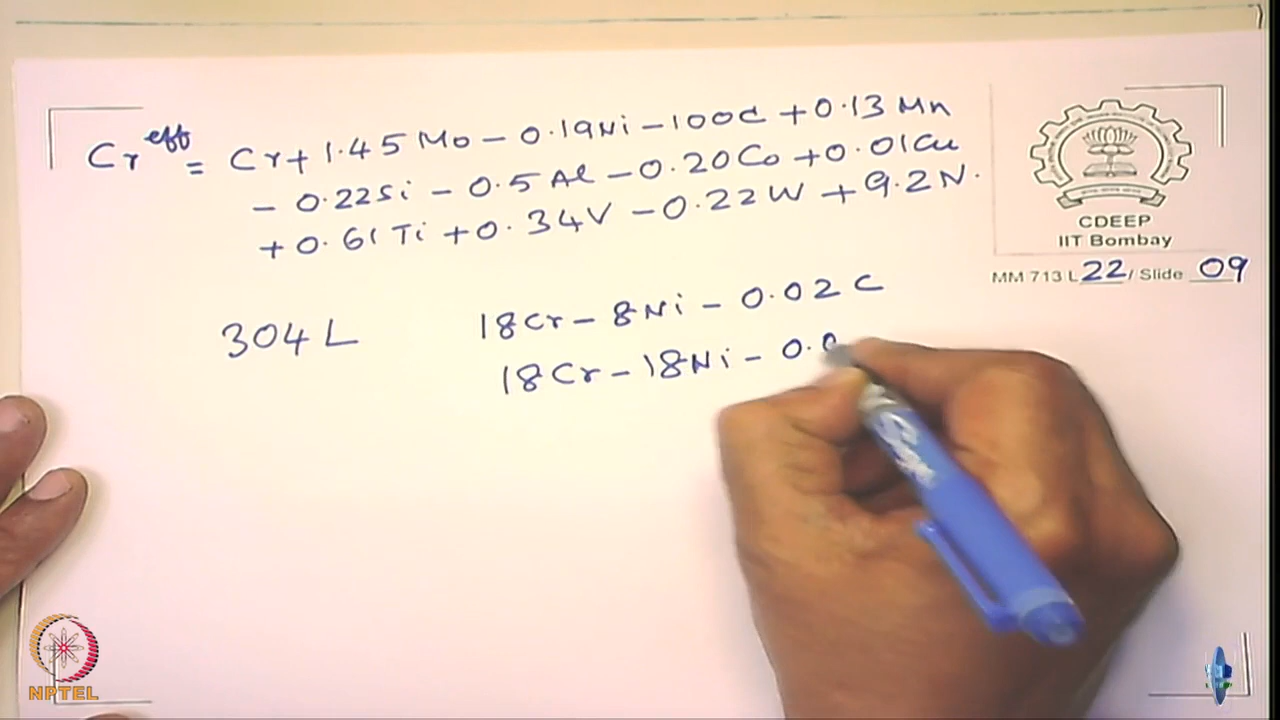 Cr^eff = Cr + 1.45 Mo - 0.19Ni - 100C + 0.13 Mn
- 0.22Si - 0.5 Al - 0.20Co + 0.01Cu
+ 0.61 Ti + 0.34V - 0.22W + 9.2N.
304L 18Cr - 8Ni - 0.02 C
18Cr - 18Ni - 0.0
CDEEP
IIT Bombay
MM 713 L 22 / Slide 09
NPTEL